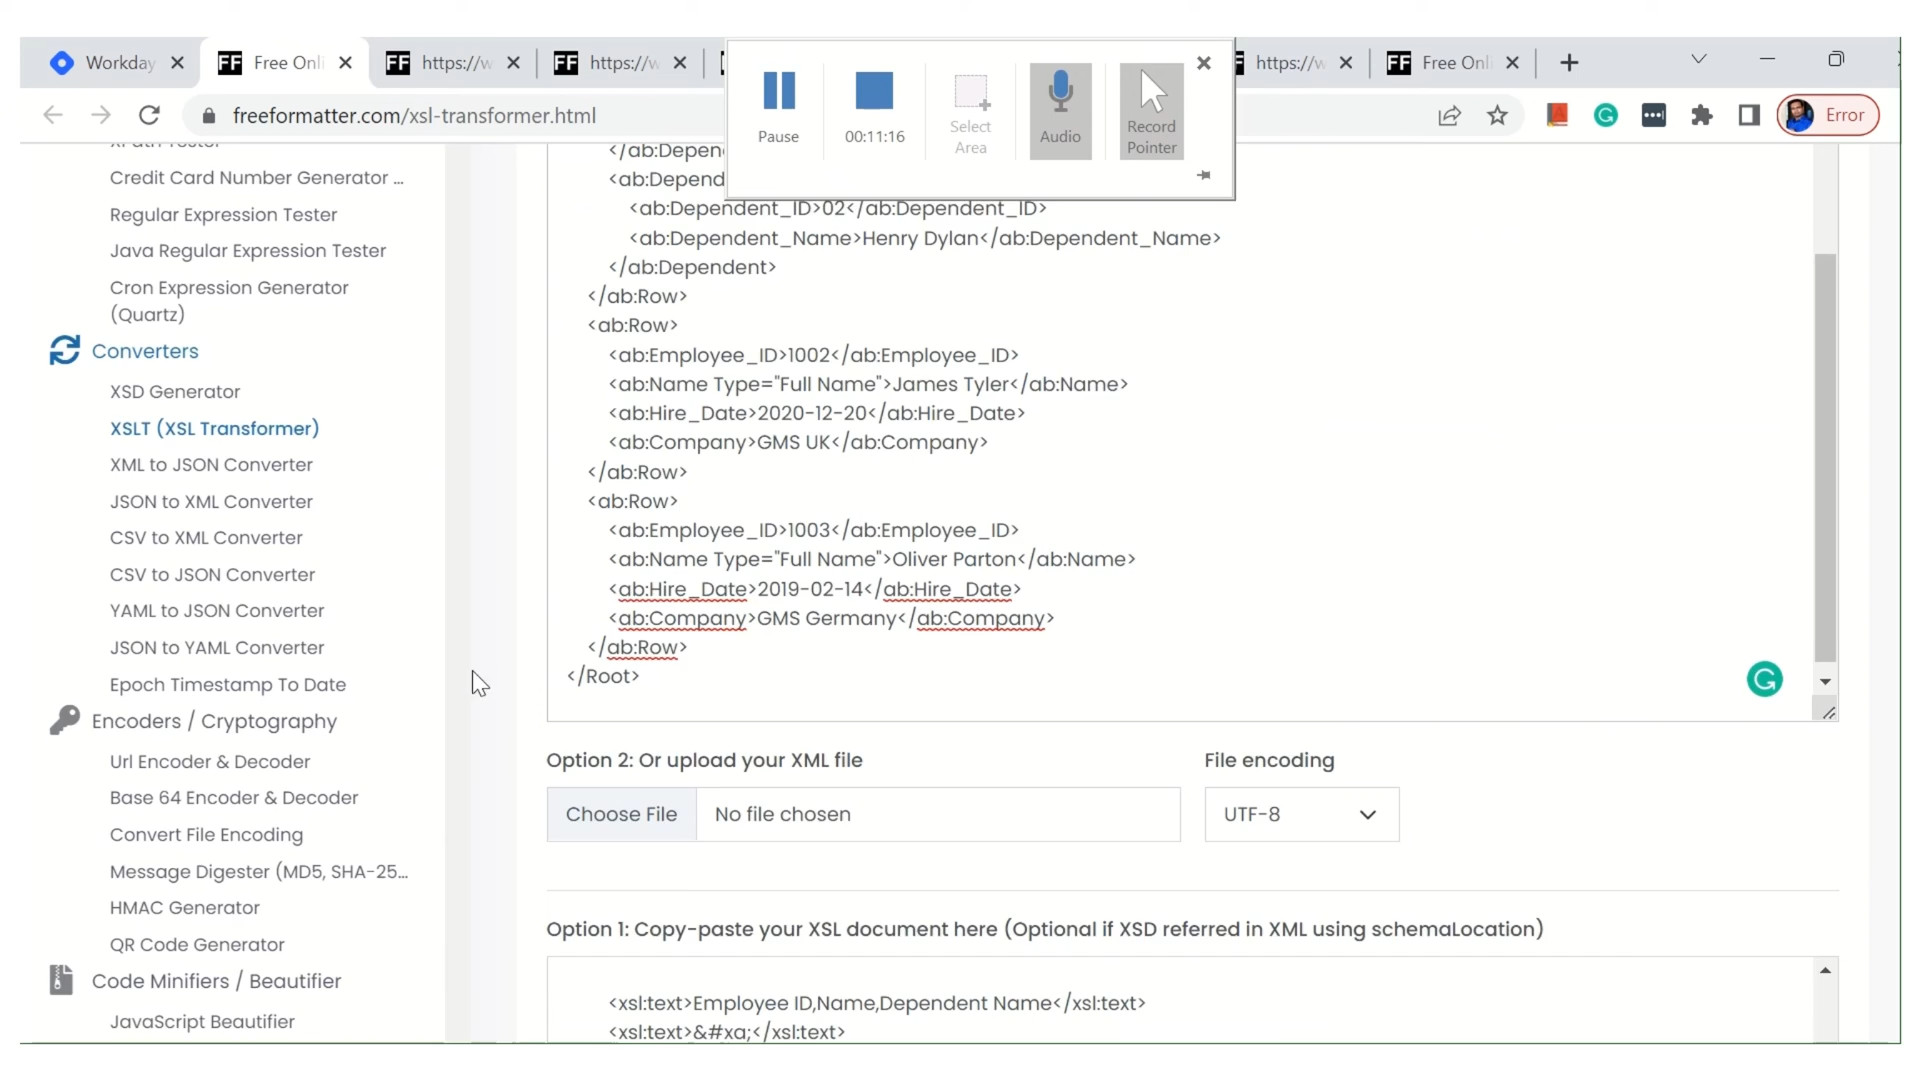 Workday
Free Onli
https://w
https://w
https://w
Free Onl
freeformatter.com/xsl-transformer.html
Error
Pause
00:11:16
Select
Area
Audio
Record
Pointer
Credit Card Number Generator ...
Regular Expression Tester
Java Regular Expression Tester
Cron Expression Generator
(Quartz)
Converters
XSD Generator
XSLT (XSL Transformer)
XML to JSON Converter
JSON to XML Converter
CSV to XML Converter
CSV to JSON Converter
YAML to JSON Converter
JSON to YAML Converter
Epoch Timestamp To Date
Encoders / Cryptography
Url Encoder & Decoder
Base 64 Encoder & Decoder
Convert File Encoding
Message Digester (MD5, SHA-25...
HMAC Generator
QR Code Generator
Code Minifiers / Beautifier
JavaScript Beautifier
</ab:Depen
<ab:Depend
<ab:Dependent_ID>02</ab:Dependent_ID>
<ab:Dependent_Name>Henry Dylan</ab:Dependent_Name>
</ab:Dependent>
</ab:Row>
<ab:Row>
<ab:Employee_ID>1002</ab:Employee_ID>
<ab:Name Type="Full Name">James Tyler</ab:Name>
<ab:Hire_Date>2020-12-20</ab:Hire_Date>
<ab:Company>GMS UK</ab:Company>
</ab:Row>
<ab:Row>
<ab:Employee_ID>1003</ab:Employee_ID>
<ab:Name Type="Full Name">Oliver Parton</ab:Name>
<ab:Hire_Date>2019-02-14</ab:Hire_Date>
<ab:Company>GMS Germany</ab:Company>
</ab:Row>
</Root>
Option 2: Or upload your XML file
File encoding
Choose File
No file chosen
UTF-8
Option 1: Copy-paste your XSL document here (Optional if XSD referred in XML using schemaLocation)
<xsl:text>Employee ID,Name,Dependent Name</xsl:text>
<xsl:text>&#xa;</xsl:text>